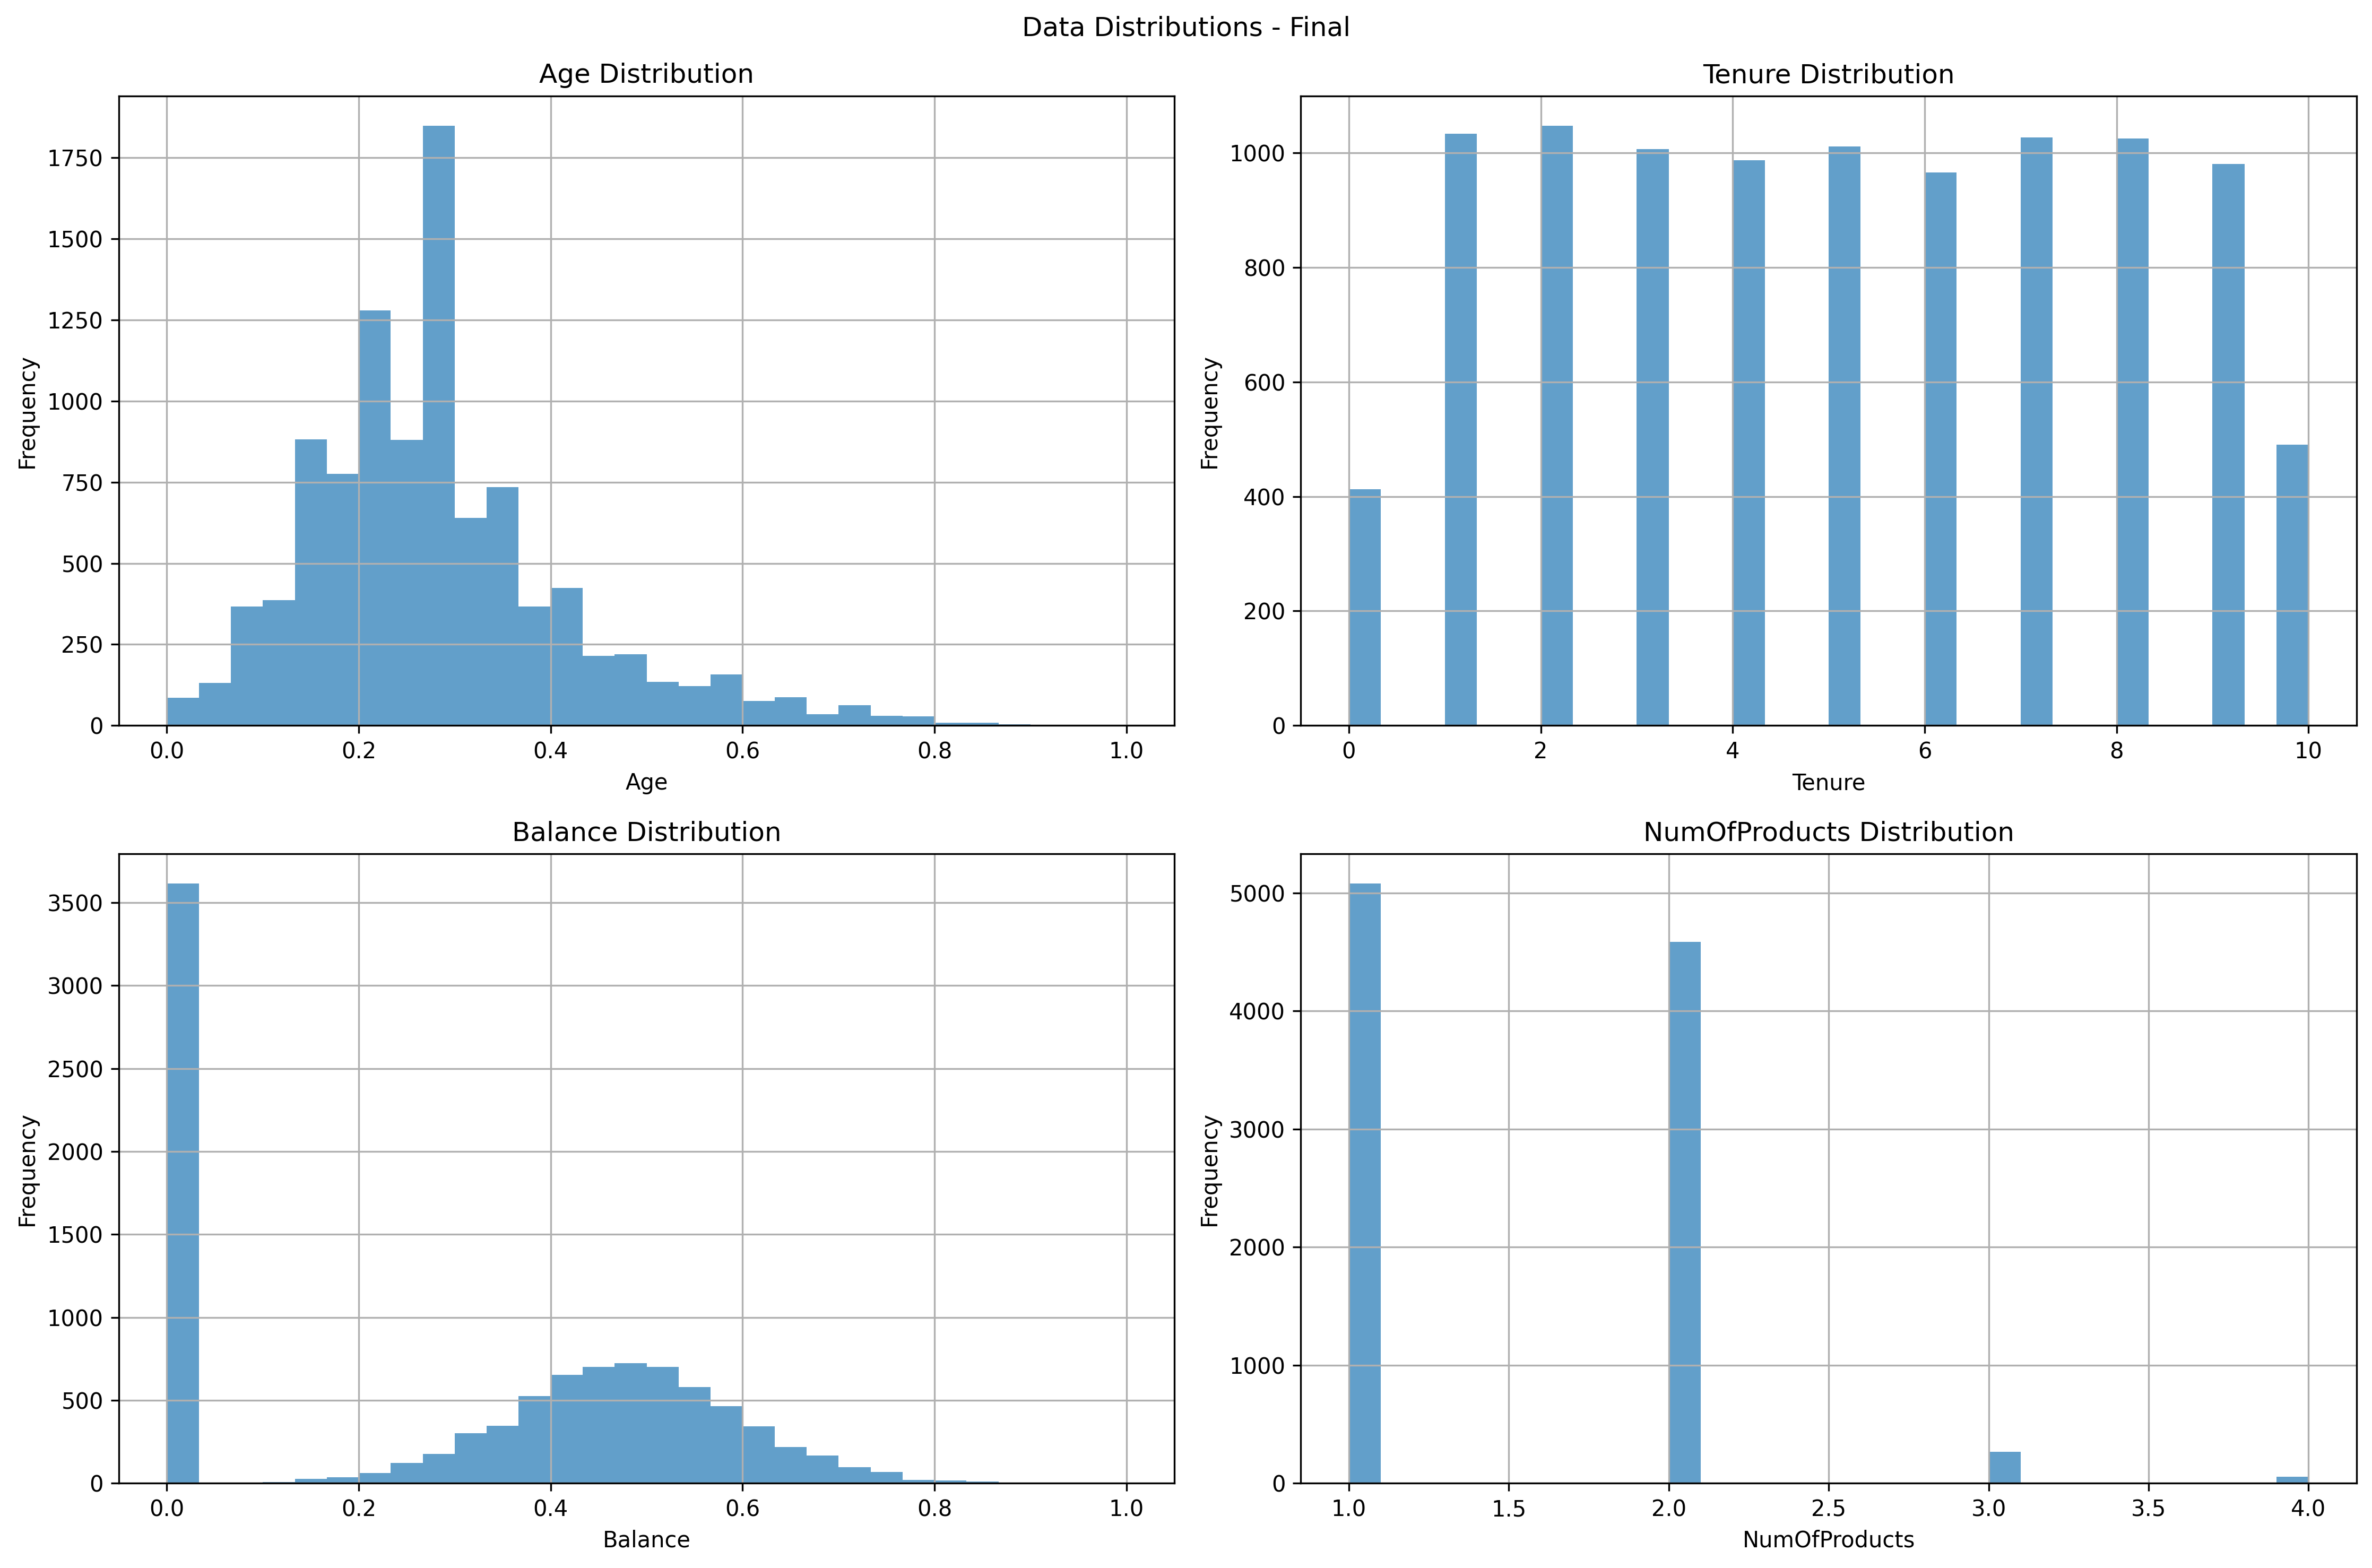 Data Distributions - Final
Age Distribution
Frequency
1750
1500
1250
1000
750
500
250
0
0.0 0.2 0.4 0.6 0.8 1.0
Age
Tenure Distribution
Frequency
1000
800
600
400
200
0
0 2 4 6 8 10
Tenure
Balance Distribution
Frequency
3500
3000
2500
2000
1500
1000
500
0
0.0 0.2 0.4 0.6 0.8 1.0
Balance
NumOfProducts Distribution
Frequency
5000
4000
3000
2000
1000
0
1.0 1.5 2.0 2.5 3.0 3.5 4.0
NumOfProducts